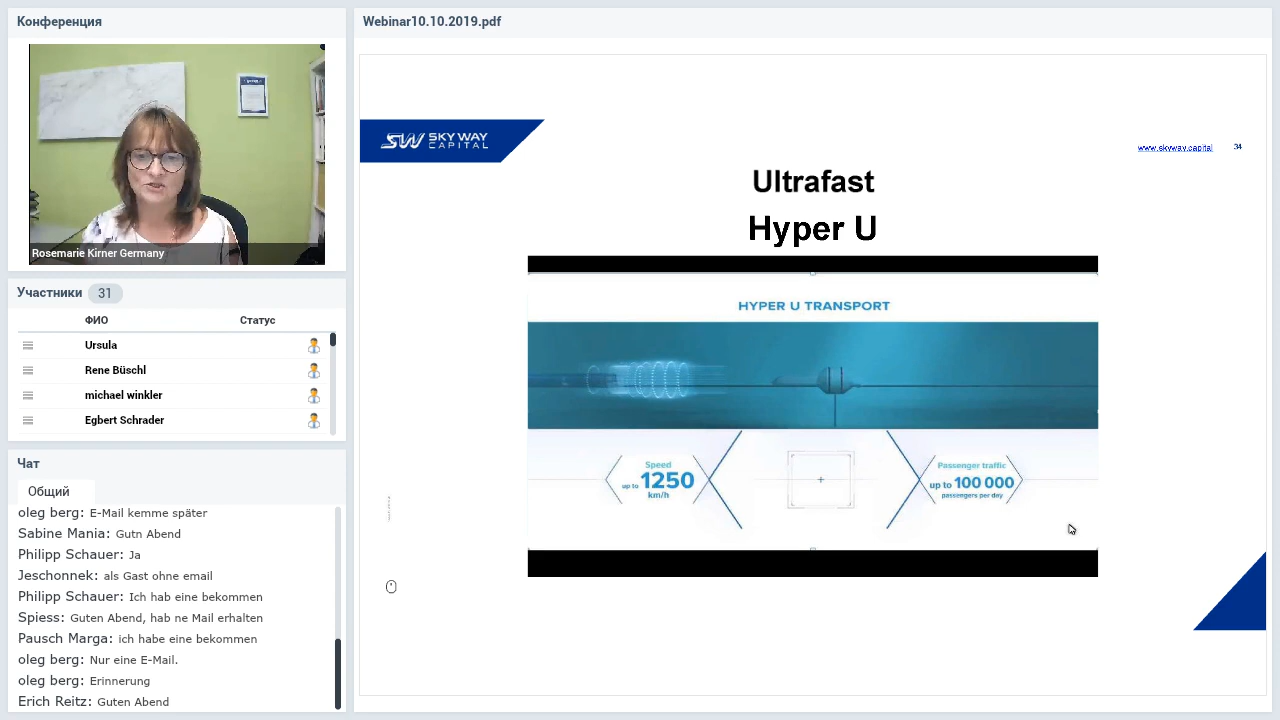 Конференция
Rosemarie Kirner Germany
Участники 31
ФИО Статус
Ursula
Rene Büschl
michael winkler
Egbert Schrader
Чат
Общий
oleg berg: E-Mail kemme später
Sabine Mania: Gutn Abend
Philipp Schauer: Ja
Jeschonnek: als Gast ohne email
Philipp Schauer: Ich hab eine bekommen
Spiess: Guten Abend, hab ne Mail erhalten
Pausch Marga: ich habe eine bekommen
oleg berg: Nur eine E-Mail.
oleg berg: Erinnerung
Erich Reitz: Guten Abend
Webinar10.10.2019.pdf
SW SKY WAY
CAPITAL
www.skyway.capital 34
Ultrafast
Hyper U
HYPER U TRANSPORT
Speed
up to 1250
km/h
Passenger traffic
up to 100 000
passengers per day